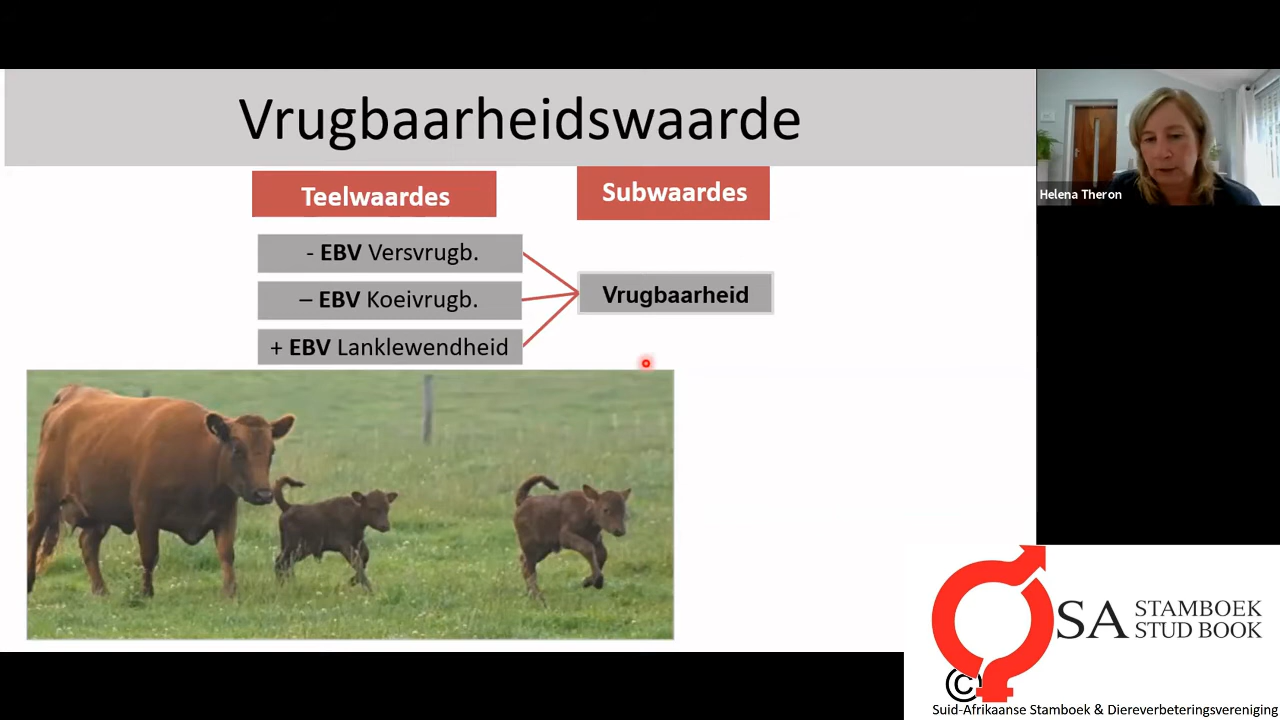 Vrugbaarheidswaarde
Teelwaardes
Subwaardes
- EBV Versvrugb.
– EBV Koeivrugb.
+ EBV Lanklewendheid
Vrugbaarheid
Helena Theron
SA STAMBOEK
STUD BOOK
©
Suid-Afrikaanse Stamboek & Diereverbeteringsvereniging